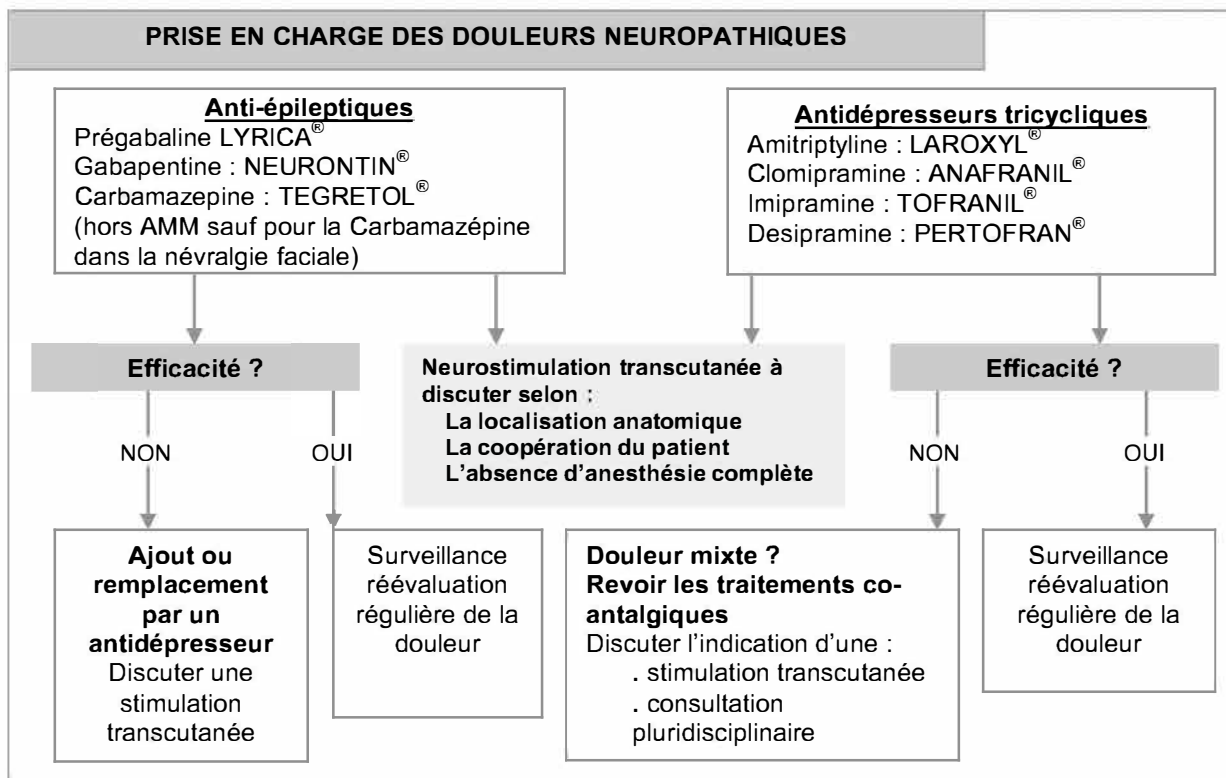 PRISE EN CHARGE DES DOULEURS NEUROPATHIQUES
Anti-épileptiques
Prégabaline LYRICA®
Gabapentine : NEURONTIN®
Carbamazepine : TEGRETOL®
(hors AMM sauf pour la Carbamazépine
dans la névralgie faciale)
Antidépresseurs tricycliques
Amitriptyline : LAROXYL®
Clomipramine : ANAFRANIL®
Imipramine : TOFRANIL®
Desipramine : PERTOFRAN®
Efficacité ?
Neurostimulation transcutanée à
discuter selon :
La localisation anatomique
La coopération du patient
L'absence d'anesthésie complète
Efficacité ?
NON
OUI
NON
OUI
Ajout ou
remplacement
par un
antidépresseur
Discuter une
stimulation
transcutanée
Surveillance
réévaluation
régulière de la
douleur
Douleur mixte ?
Revoir les traitements co-
antalgiques
Discuter l'indication d'une :
. stimulation transcutanée
. consultation
pluridisciplinaire
Surveillance
réévaluation
régulière de la
douleur